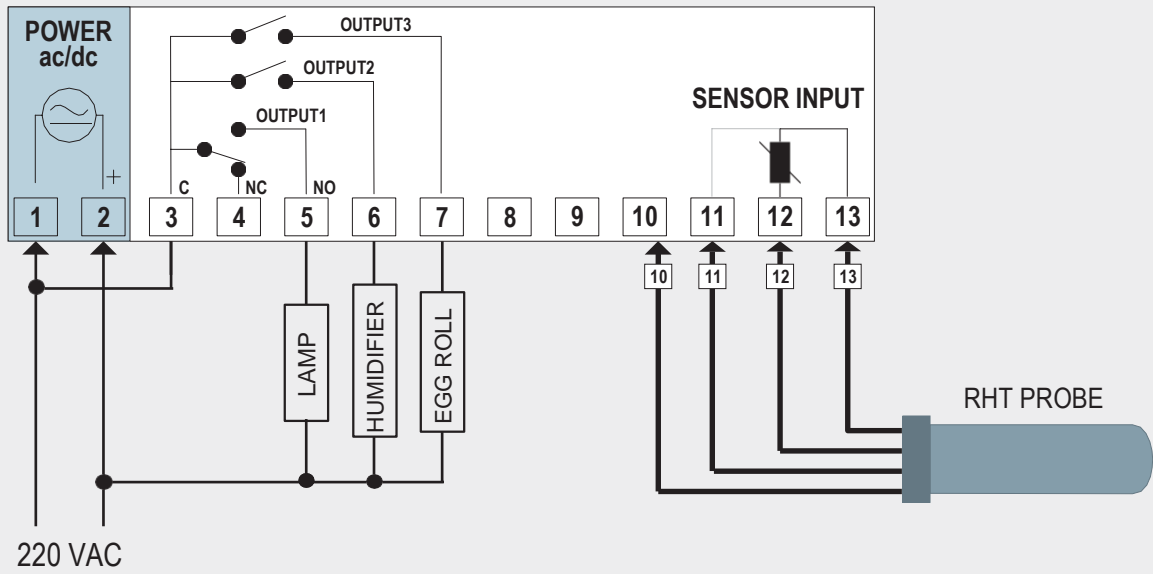 POWER
ac/dc
+
OUTPUT3
OUTPUT2
OUTPUT1
C
NC
NO
SENSOR INPUT
1 2 3 4 5 6 7 8 9 10 11 12 13
10 11 12 13
LAMP
HUMIDIFIER
EGG ROLL
RHT PROBE
220 VAC